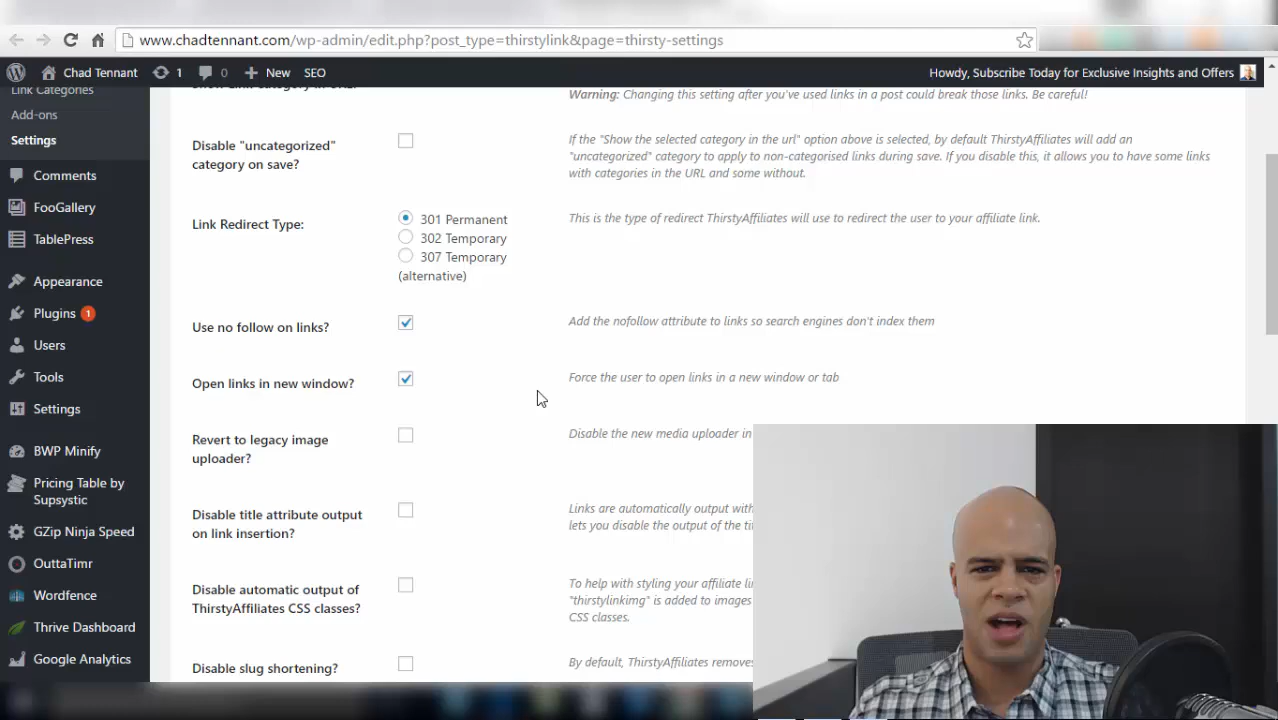 www.chadtennant.com/wp-admin/edit.php?post_type=thirstylink&page=thirsty-settings
Chad Tennant 1 0 New SEO Howdy, Subscribe Today for Exclusive Insights and Offers
Link Categories
Add-ons
Settings
Comments
FooGallery
TablePress
Appearance
Plugins 1
Users
Tools
Settings
BWP Minify
Pricing Table by
Supsystic
GZip Ninja Speed
OuttaTimr
Wordfence
Thrive Dashboard
Google Analytics
Warning: Changing this setting after you've used links in a post could break those links. Be careful!
Disable "uncategorized"
category on save?
If the "Show the selected category in the url" option above is selected, by default ThirstyAffiliates will add an
"uncategorized" category to apply to non-categorised links during save. If you disable this, it allows you to have some links
with categories in the URL and some without.
Link Redirect Type:
301 Permanent
302 Temporary
307 Temporary
(alternative)
This is the type of redirect ThirstyAffiliates will use to redirect the user to your affiliate link.
Use no follow on links?
Add the nofollow attribute to links so search engines don't index them
Open links in new window?
Force the user to open links in a new window or tab
Revert to legacy image
uploader?
Disable the new media uploader in
Disable title attribute output
on link insertion?
Links are automatically output with
lets you disable the output of the
Disable automatic output of
ThirstyAffiliates CSS classes?
To help with styling your affiliate
"thirstylinkimg" is added to images
CSS classes.
Disable slug shortening?
By default, ThirstyAffiliates removes